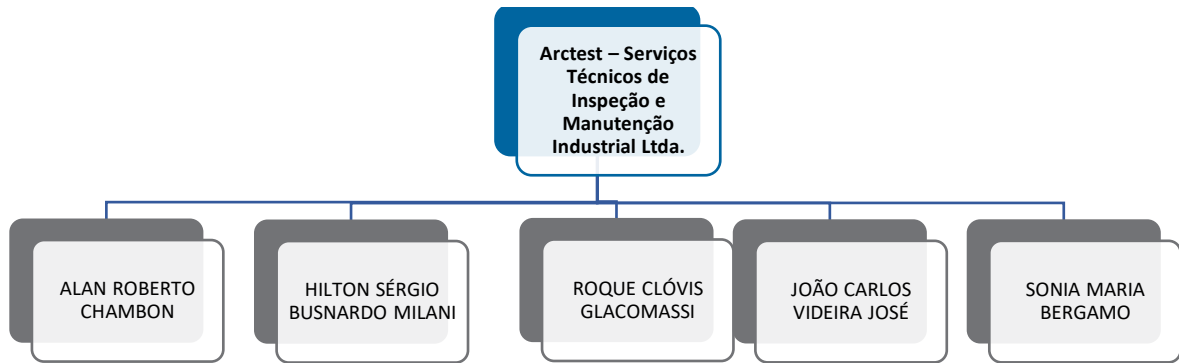 Arctest – Serviços
Técnicos de
Inspeção e
Manutenção
Industrial Ltda.
ALAN ROBERTO
CHAMBON
HILTON SÉRGIO
BUSNARDO MILANI
ROQUE CLÓVIS
GLACOMASSI
JOÃO CARLOS
VIDEIRA JOSÉ
SONIA MARIA
BERGAMO